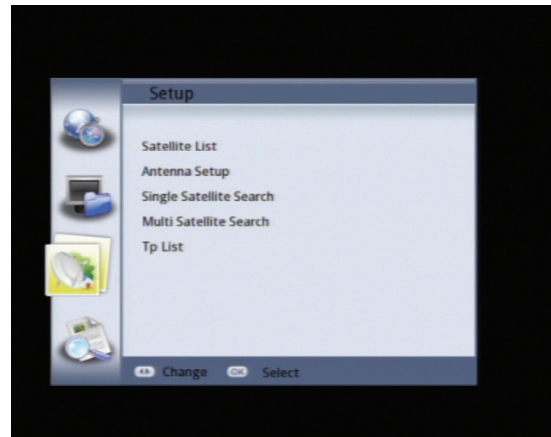 Setup
Satellite List
Antenna Setup
Single Satellite Search
Multi Satellite Search
Tp List
Change OK Select